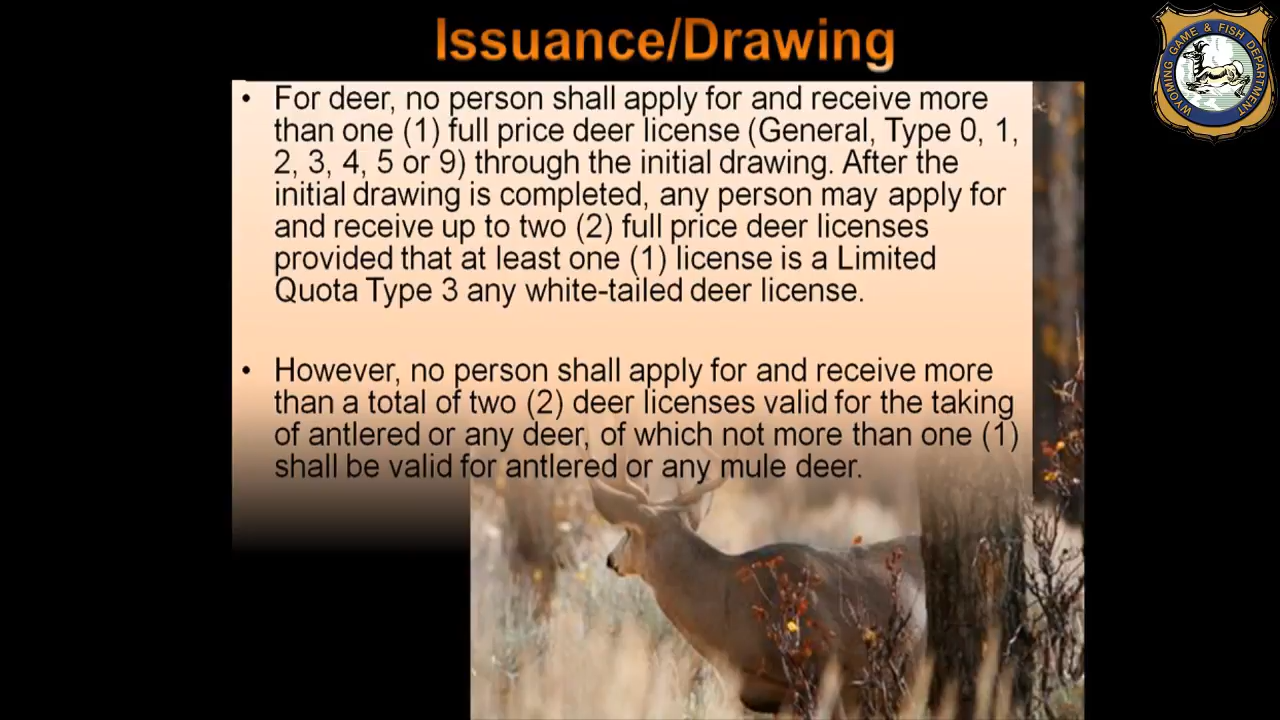 Issuance/Drawing
WYOMING GAME & FISH DEPARTMENT
• For deer, no person shall apply for and receive more
than one (1) full price deer license (General, Type 0, 1,
2, 3, 4, 5 or 9) through the initial drawing. After the
initial drawing is completed, any person may apply for
and receive up to two (2) full price deer licenses
provided that at least one (1) license is a Limited
Quota Type 3 any white-tailed deer license.
• However, no person shall apply for and receive more
than a total of two (2) deer licenses valid for the taking
of antlered or any deer, of which not more than one (1)
shall be valid for antlered or any mule deer.